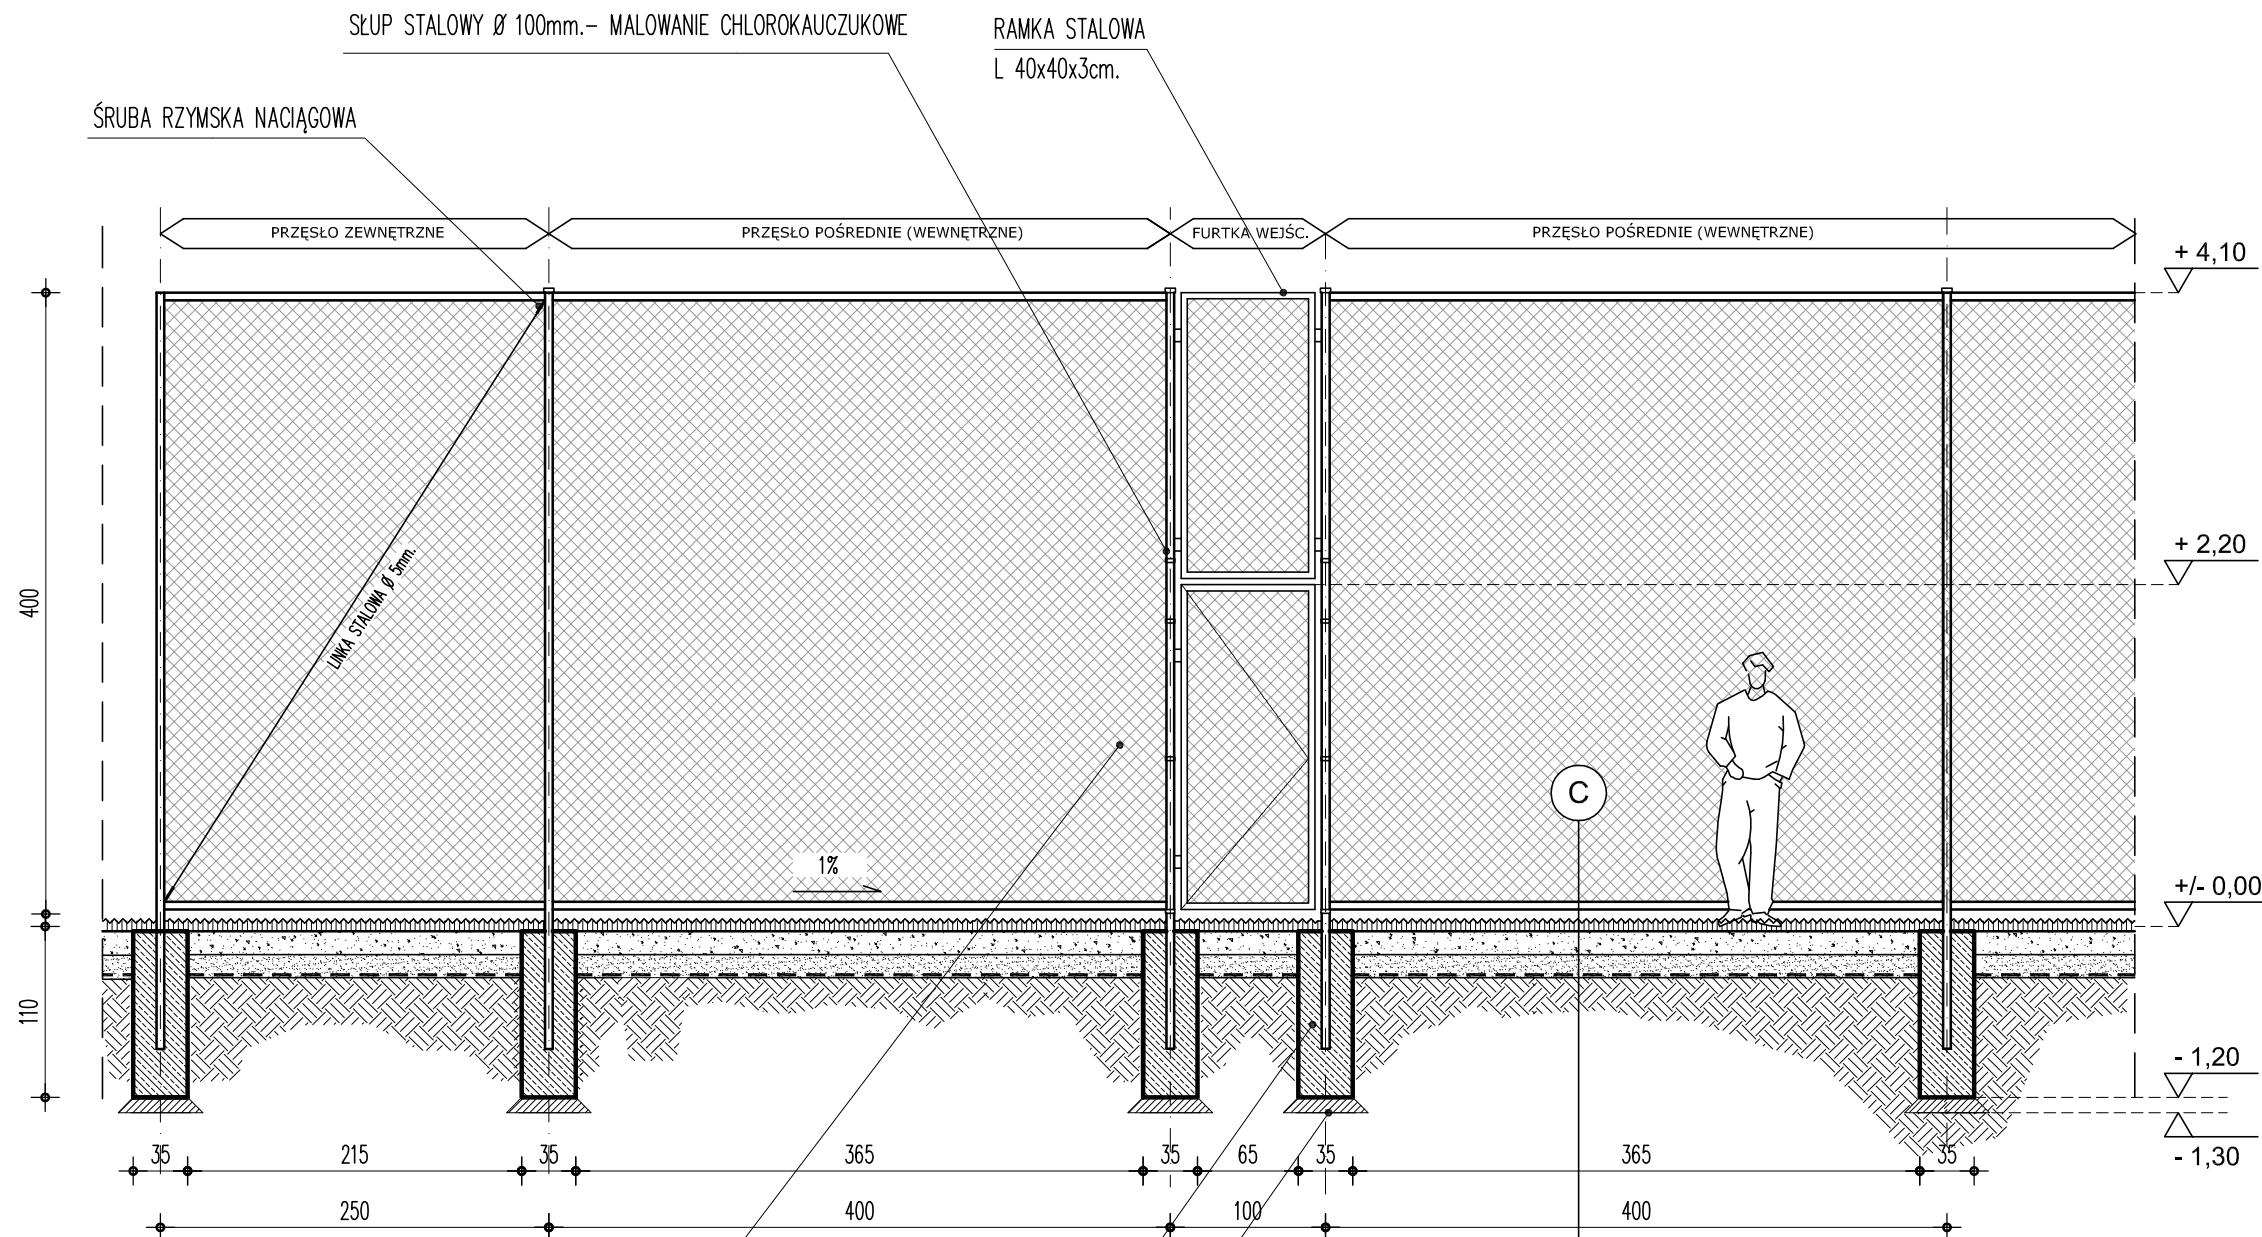 SŁUP STALOWY Ø 100mm.- MALOWANIE CHLOROKAUCZUKOWE
RAMKA STALOWA
L 40x40x3cm.
ŚRUBA RZYMSKA NACIĄGOWA
PRZĘSŁO ZEWNĘTRZNE
PRZĘSŁO POŚREDNIE (WEWNĘTRZNE)
FURTKA WEJŚC.
PRZĘSŁO POŚREDNIE (WEWNĘTRZNE)
+ 4,10
+ 2,20
400
LINKA STALOWA Ø 5mm.
C
1%
+/- 0,00
110
- 1,20
- 1,30
35 215 35 365 35 65 35 365 35
250 400 100 400